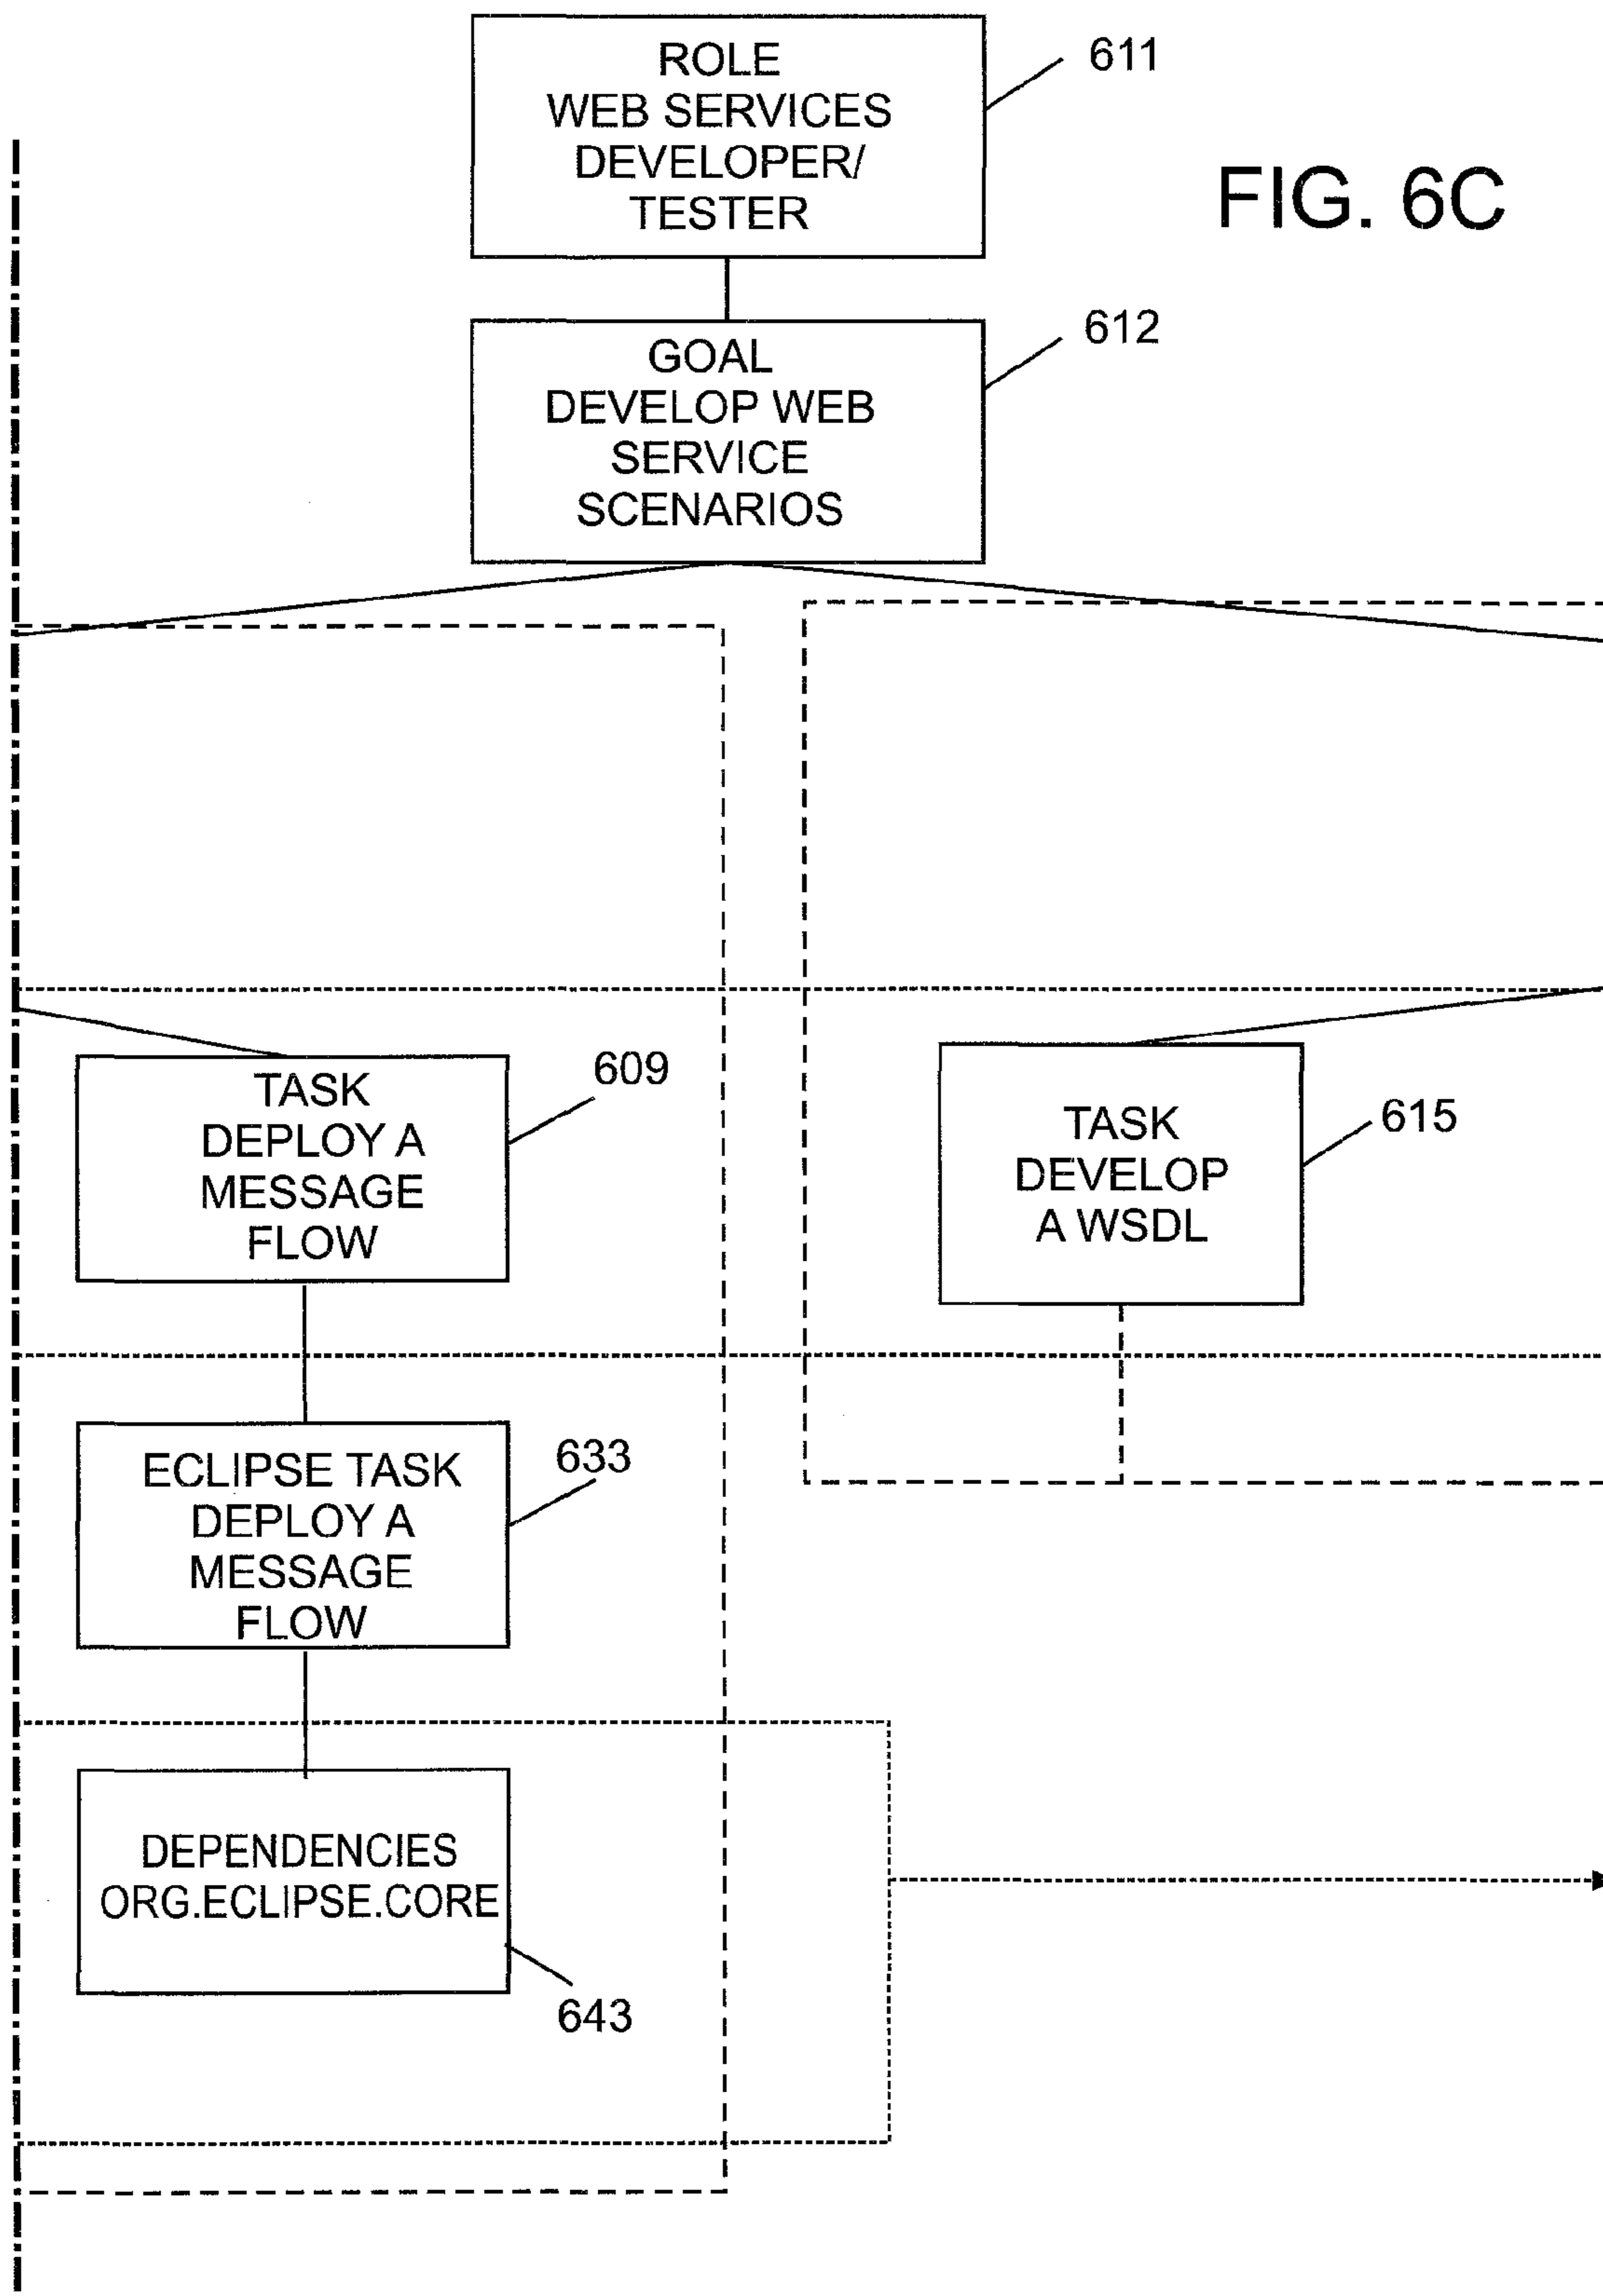 ROLE
WEB SERVICES
DEVELOPER/
TESTER
611
FIG. 6C
GOAL
DEVELOP WEB
SERVICE
SCENARIOS
612
TASK
DEPLOY A
MESSAGE
FLOW
609
TASK
DEVELOP
A WSDL
615
ECLIPSE TASK
DEPLOY A
MESSAGE
FLOW
633
DEPENDENCIES
ORG.ECLIPSE.CORE
643